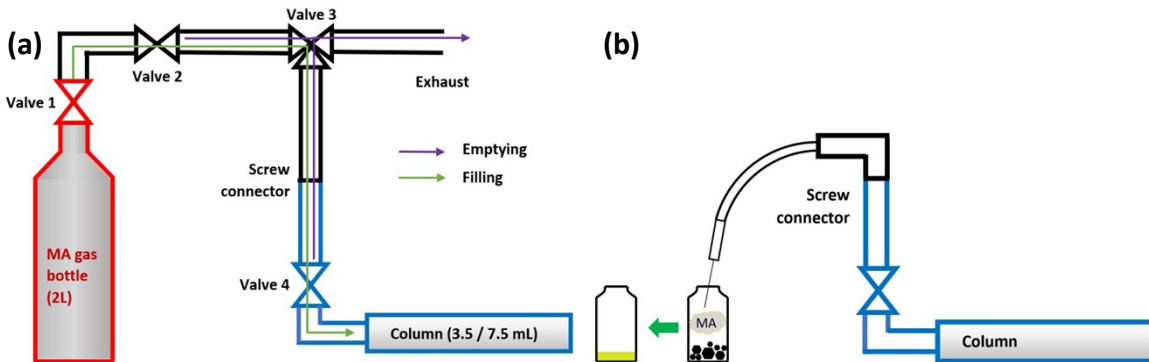 (a)
Valve 3
(b)
Valve 2
Exhaust
Valve 1
Emptying
Filling
Screw
connector
MA gas
bottle
(2L)
Valve 4
Column (3.5 / 7.5 mL)
Screw
connector
MA
Column